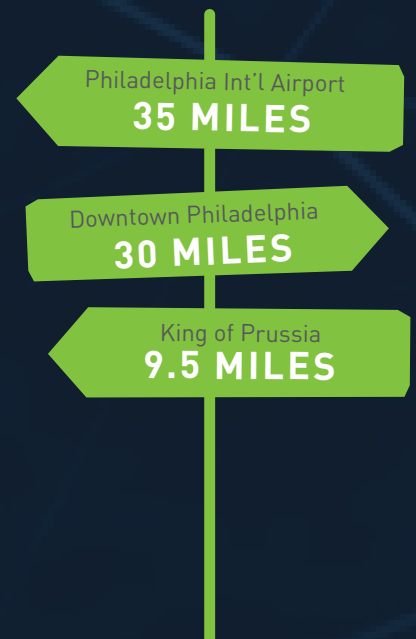 Philadelphia Int'l Airport
35 MILES
Downtown Philadelphia
30 MILES
King of Prussia
9.5 MILES